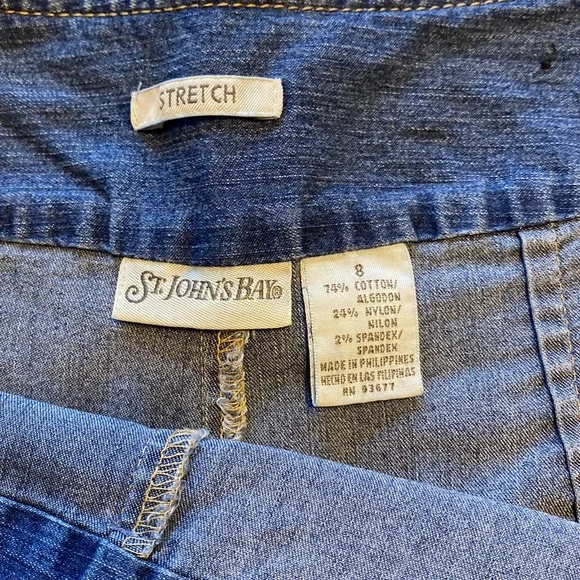 STRETCH
ST. JOHN'S BAY®
8
74% COTTON/
ALGODON
24% NYLON/
NILON
2% SPANDEX/
SPANDEX
MADE IN PHILIPPINES
HECHO EN LAS FILIPINAS
RN 93677